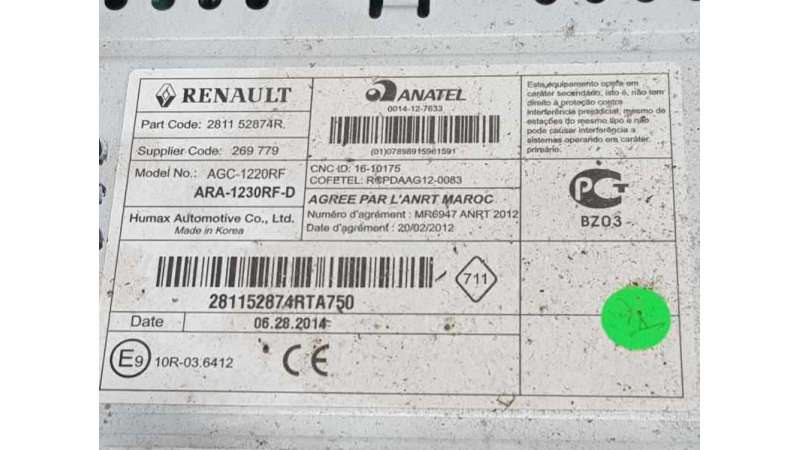 RENAULT
Part Code: 281152874R
Supplier Code: 269 779
Model No.: AGC-1220RF
ARA-1230RF-D
Humax Automotive Co., Ltd.
Made in Korea
ANATEL
0014-12-7633
(01)07898915961591
CNC ID: 16-10175
COFETEL: RCPDAAG12-0083
AGREE PAR L'ANRT MAROC
Numéro d'agrément : MR6947 ANRT 2012
Date d'agrément : 20/02/2012
Este equipamento opera em
caráter secundário, isto é, não tem
direito à proteção contra
interferência prejudicial, mesmo de
estações do mesmo tipo e não
pode causar interferência a
sistemas operando em caráter
primário.
PCT
BZ03
281152874RTA750
711
Date 06.28.2014
E9 10R-03.6412
CE